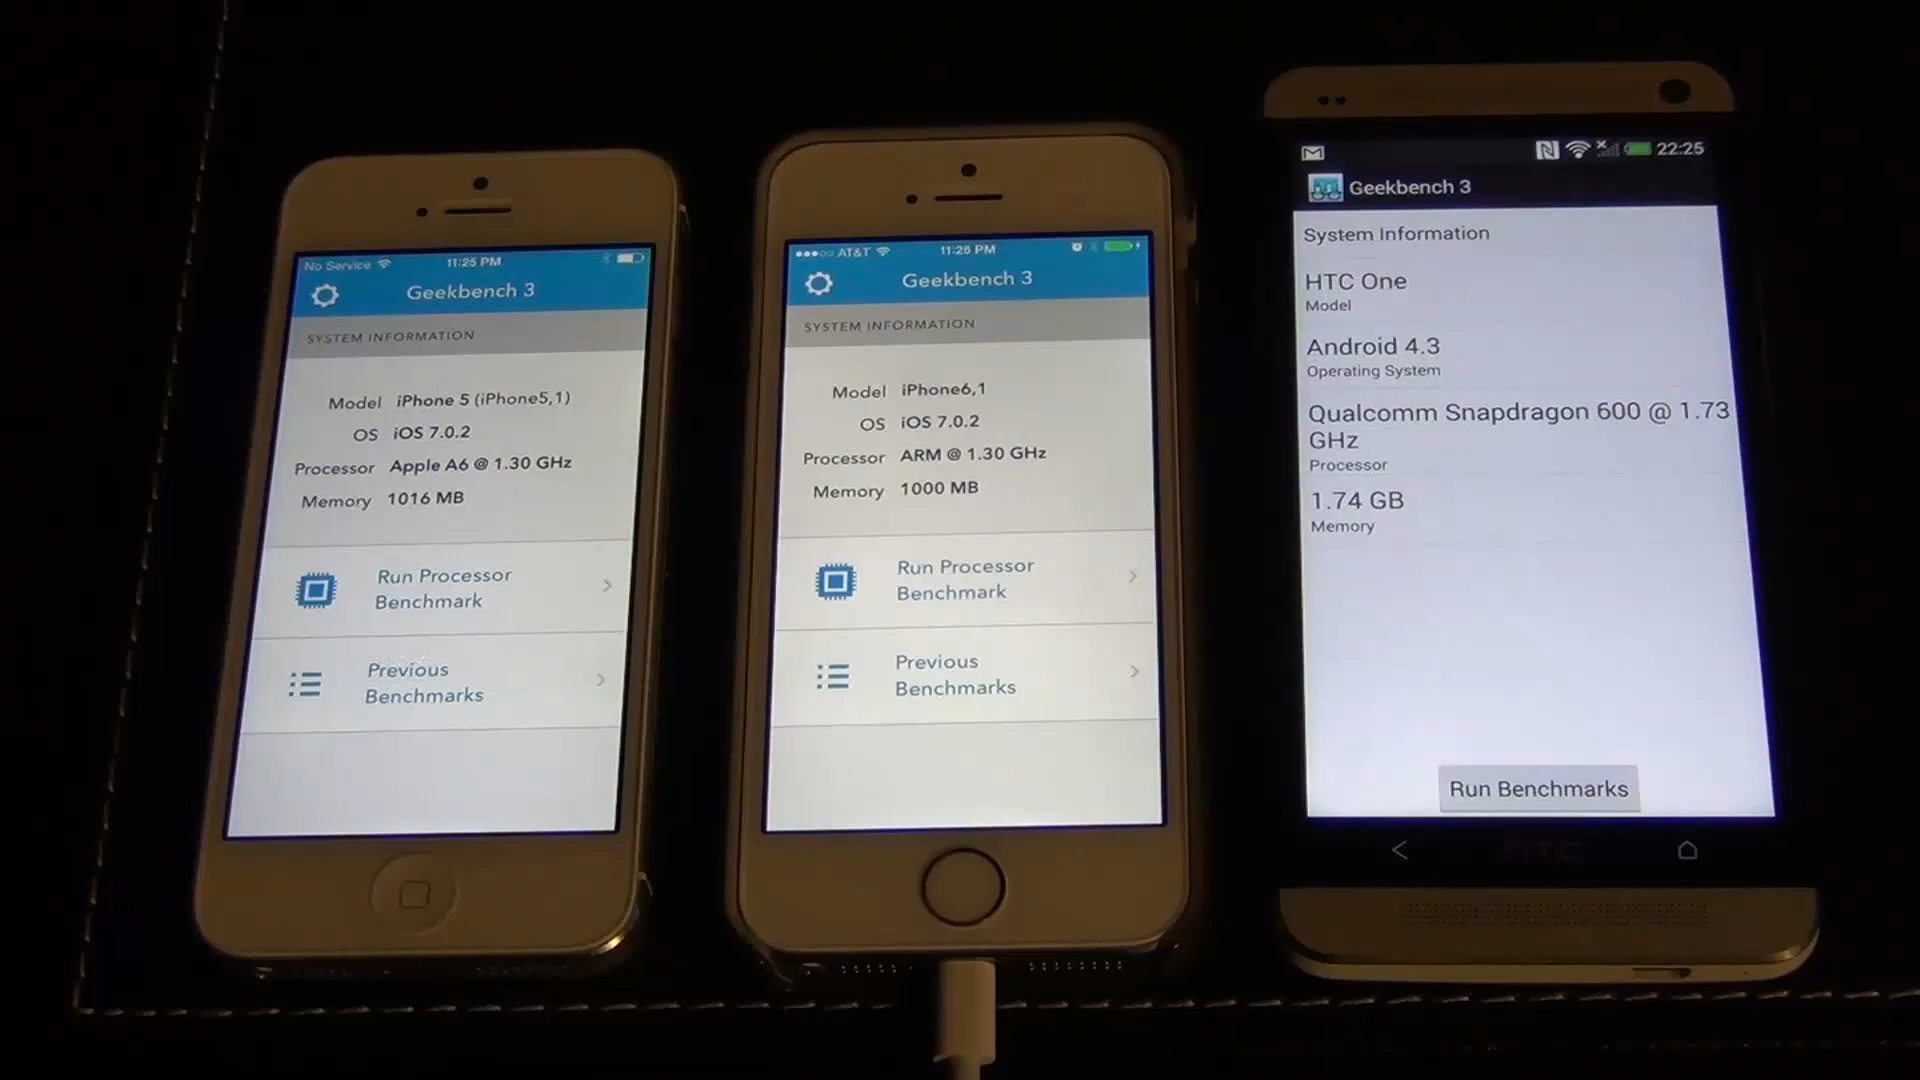 No Service 11:25 PM
Geekbench 3
SYSTEM INFORMATION
Model iPhone 5 (iPhone5,1)
OS iOS 7.0.2
Processor Apple A6 @ 1.30 GHz
Memory 1016 MB
Run Processor
Benchmark
Previous
Benchmarks
AT&T 11:25 PM
Geekbench 3
SYSTEM INFORMATION
Model iPhone6,1
OS iOS 7.0.2
Processor ARM @ 1.30 GHz
Memory 1000 MB
Run Processor
Benchmark
Previous
Benchmarks
22:25
Geekbench 3
System Information
HTC One
Model
Android 4.3
Operating System
Qualcomm Snapdragon 600 @ 1.73
GHz
Processor
1.74 GB
Memory
Run Benchmarks
hTC